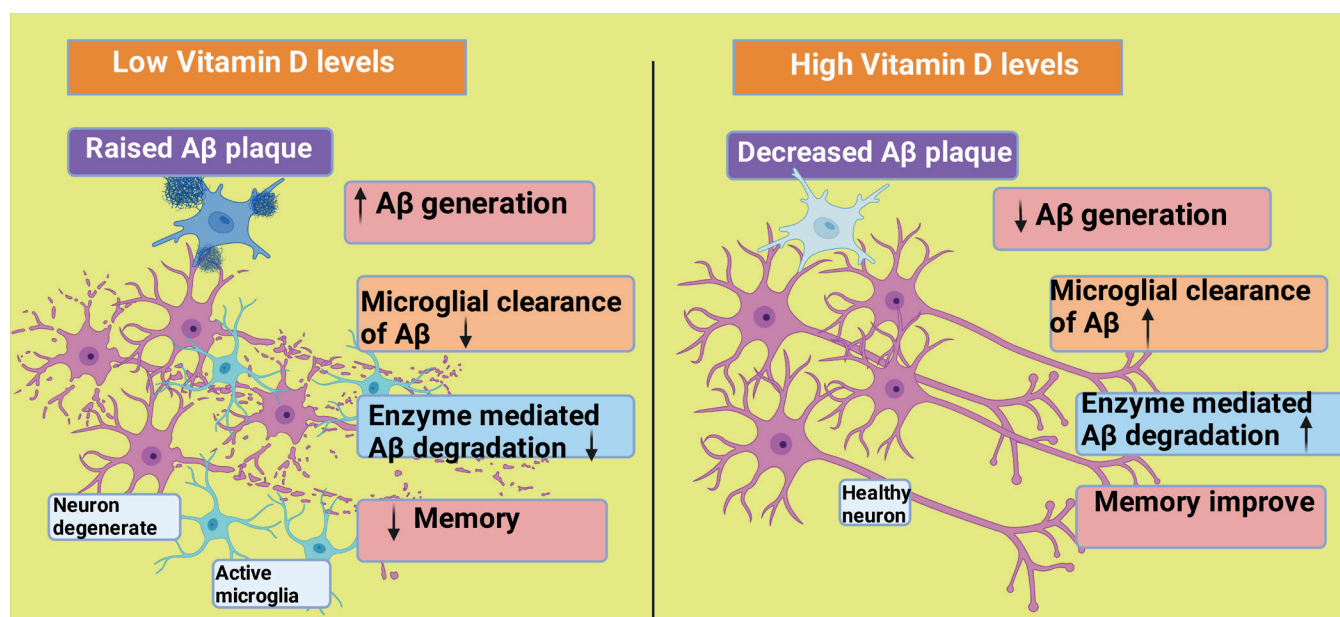 Low Vitamin D levels
Raised Aβ plaque
↑ Aβ generation
Microglial clearance
of Aβ ↓
Enzyme mediated
Aβ degradation ↓
↓ Memory
Neuron
degenerate
Active
microglia
High Vitamin D levels
Decreased Aβ plaque
↓ Aβ generation
Microglial clearance
of Aβ ↑
Enzyme mediated
Aβ degradation ↑
Memory improve
Healthy
neuron